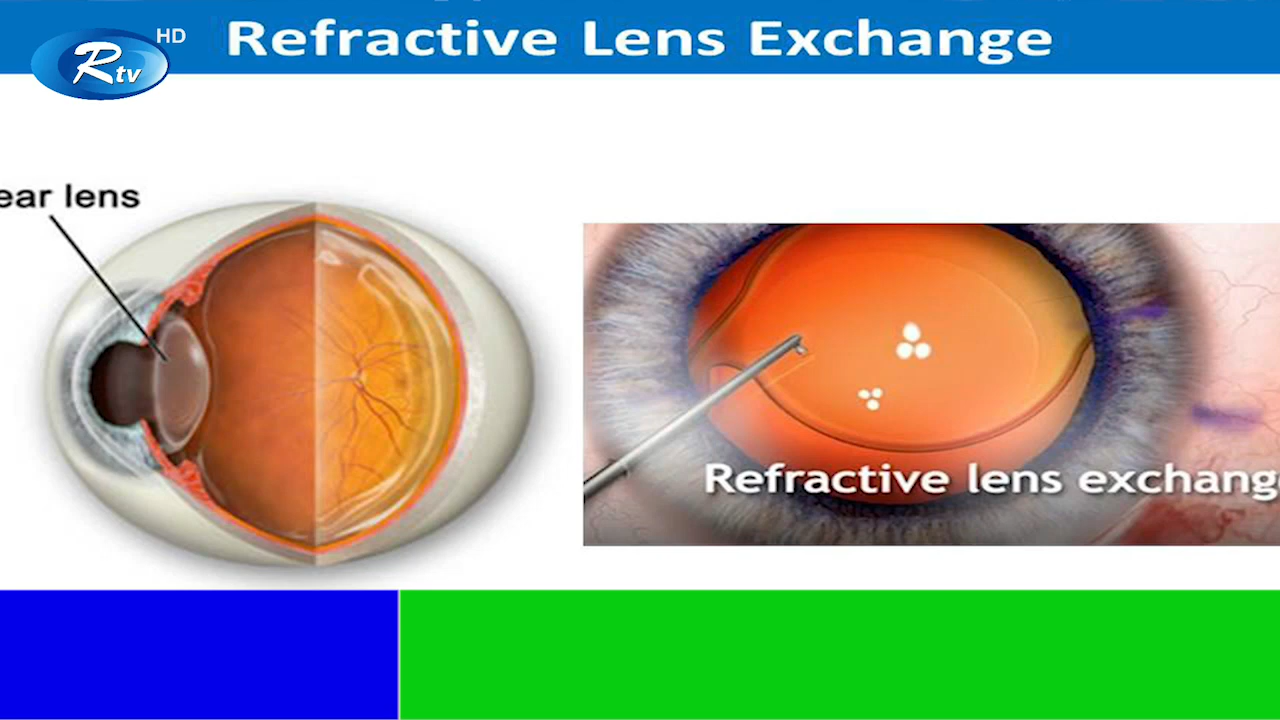 Rtv HD
Refractive Lens Exchange
ear lens
Refractive lens exchang